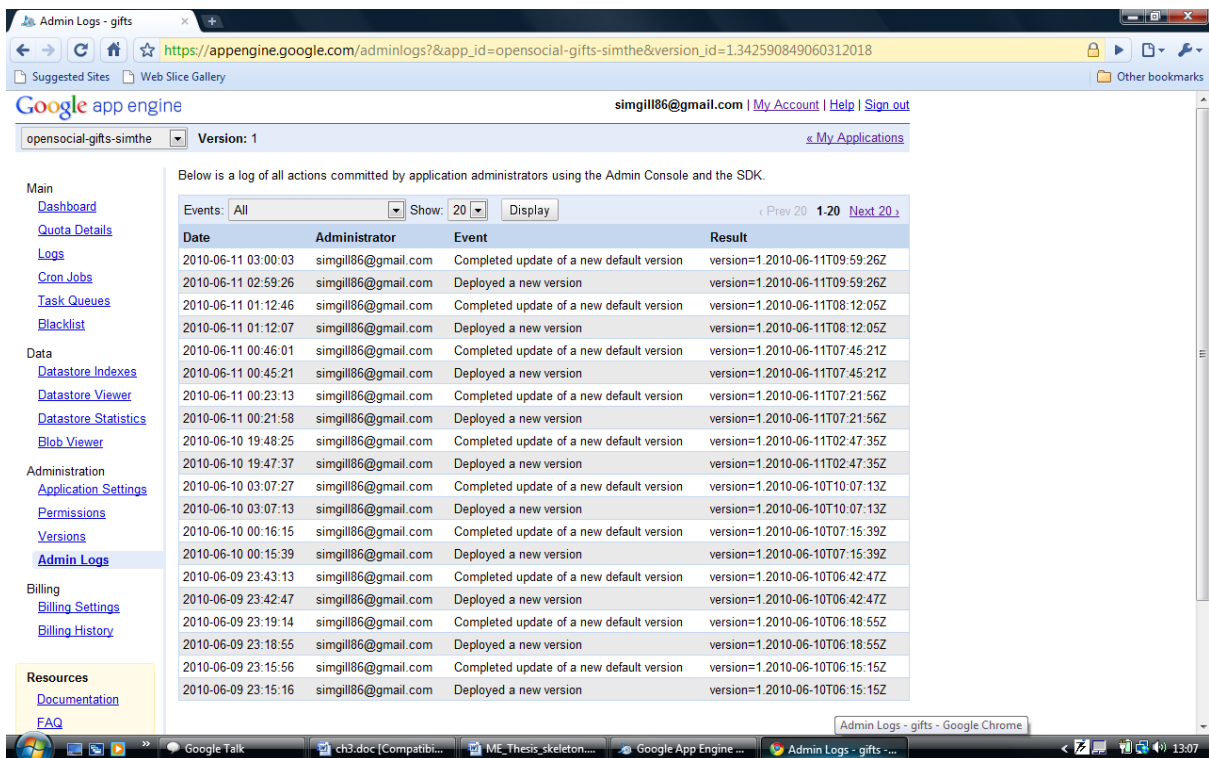 Admin Logs - gifts
https://appengine.google.com/adminlogs?&app_id=opensocial-gifts-simthe&version_id=1.342590849060312018
Suggested Sites Web Slice Gallery Other bookmarks
Google app engine
simgill86@gmail.com | My Account | Help | Sign out
opensocial-gifts-simthe Version: 1 « My Applications
Main
Dashboard
Quota Details
Logs
Cron Jobs
Task Queues
Blacklist
Data
Datastore Indexes
Datastore Viewer
Datastore Statistics
Blob Viewer
Administration
Application Settings
Permissions
Versions
Admin Logs
Billing
Billing Settings
Billing History
Resources
Documentation
FAQ
Below is a log of all actions committed by application administrators using the Admin Console and the SDK.
Events: All Show: 20 Display ‹ Prev 20 1-20 Next 20 ›
Date Administrator Event Result
2010-06-11 03:00:03 simgill86@gmail.com Completed update of a new default version version=1.2010-06-11T09:59:26Z
2010-06-11 02:59:26 simgill86@gmail.com Deployed a new version version=1.2010-06-11T09:59:26Z
2010-06-11 01:12:46 simgill86@gmail.com Completed update of a new default version version=1.2010-06-11T08:12:05Z
2010-06-11 01:12:07 simgill86@gmail.com Deployed a new version version=1.2010-06-11T08:12:05Z
2010-06-11 00:46:01 simgill86@gmail.com Completed update of a new default version version=1.2010-06-11T07:45:21Z
2010-06-11 00:45:21 simgill86@gmail.com Deployed a new version version=1.2010-06-11T07:45:21Z
2010-06-11 00:23:13 simgill86@gmail.com Completed update of a new default version version=1.2010-06-11T07:21:56Z
2010-06-11 00:21:58 simgill86@gmail.com Deployed a new version version=1.2010-06-11T07:21:56Z
2010-06-10 19:48:25 simgill86@gmail.com Completed update of a new default version version=1.2010-06-11T02:47:35Z
2010-06-10 19:47:37 simgill86@gmail.com Deployed a new version version=1.2010-06-11T02:47:35Z
2010-06-10 03:07:27 simgill86@gmail.com Completed update of a new default version version=1.2010-06-10T10:07:13Z
2010-06-10 03:07:13 simgill86@gmail.com Deployed a new version version=1.2010-06-10T10:07:13Z
2010-06-10 00:16:15 simgill86@gmail.com Completed update of a new default version version=1.2010-06-10T07:15:39Z
2010-06-10 00:15:39 simgill86@gmail.com Deployed a new version version=1.2010-06-10T07:15:39Z
2010-06-09 23:43:13 simgill86@gmail.com Completed update of a new default version version=1.2010-06-10T06:42:47Z
2010-06-09 23:42:47 simgill86@gmail.com Deployed a new version version=1.2010-06-10T06:42:47Z
2010-06-09 23:19:14 simgill86@gmail.com Completed update of a new default version version=1.2010-06-10T06:18:55Z
2010-06-09 23:18:55 simgill86@gmail.com Deployed a new version version=1.2010-06-10T06:18:55Z
2010-06-09 23:15:56 simgill86@gmail.com Completed update of a new default version version=1.2010-06-10T06:15:15Z
2010-06-09 23:15:16 simgill86@gmail.com Deployed a new version version=1.2010-06-10T06:15:15Z
Admin Logs - gifts - Google Chrome
Google Talk ch3.doc [Compatibi... ME_Thesis_skeleton.... Google App Engine ... Admin Logs - gifts -... 13:07